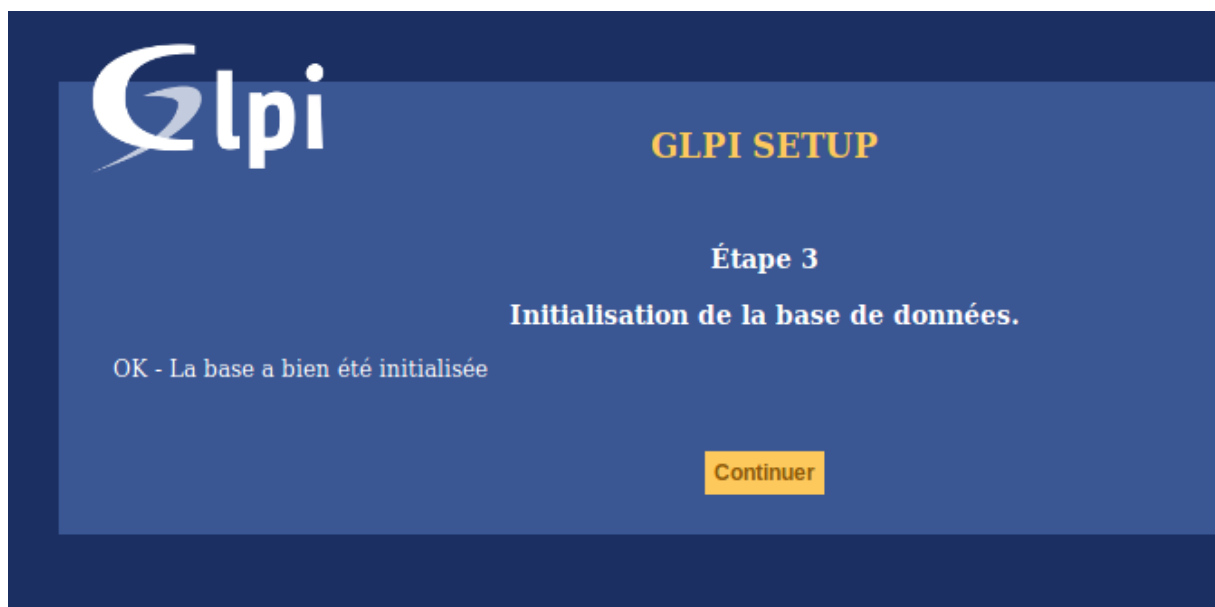 Glpi
GLPI SETUP
Étape 3
Initialisation de la base de données.
OK - La base a bien été initialisée
Continuer